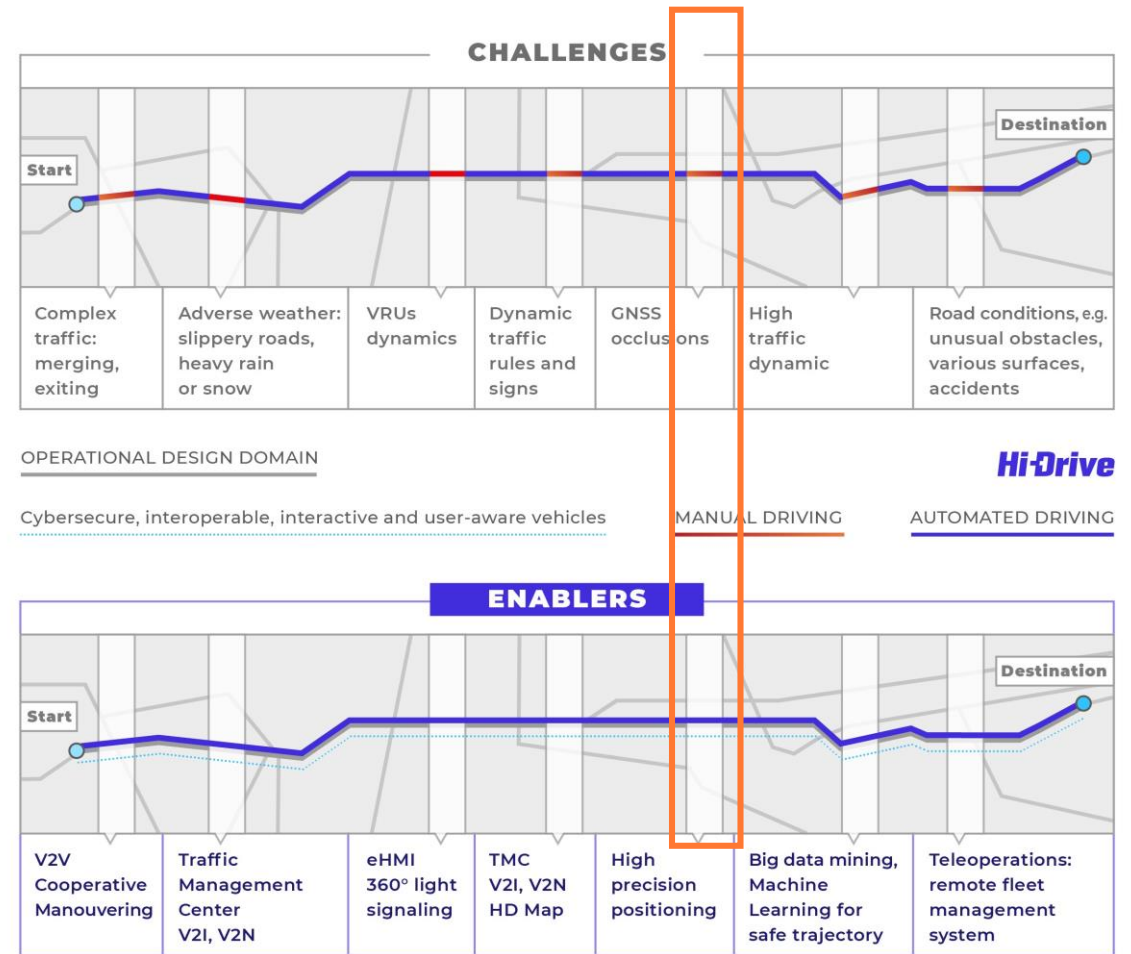 CHALLENGES
Destination
Start
Complex
traffic:
merging,
exiting
Adverse weather:
slippery roads,
heavy rain
or snow
VRUs
dynamics
Dynamic
traffic
rules and
signs
GNSS
occlusions
High
traffic
dynamic
Road conditions, e.g.
unusual obstacles,
various surfaces,
accidents
OPERATIONAL DESIGN DOMAIN
Hi-Drive
Cybersecure, interoperable, interactive and user-aware vehicles
MANUAL DRIVING
AUTOMATED DRIVING
ENABLERS
Destination
Start
V2V
Cooperative
Manouvering
Traffic
Management
Center
V2I, V2N
eHMI
360° light
signaling
TMC
V2I, V2N
HD Map
High
precision
positioning
Big data mining,
Machine
Learning for
safe trajectory
Teleoperations:
remote fleet
management
system